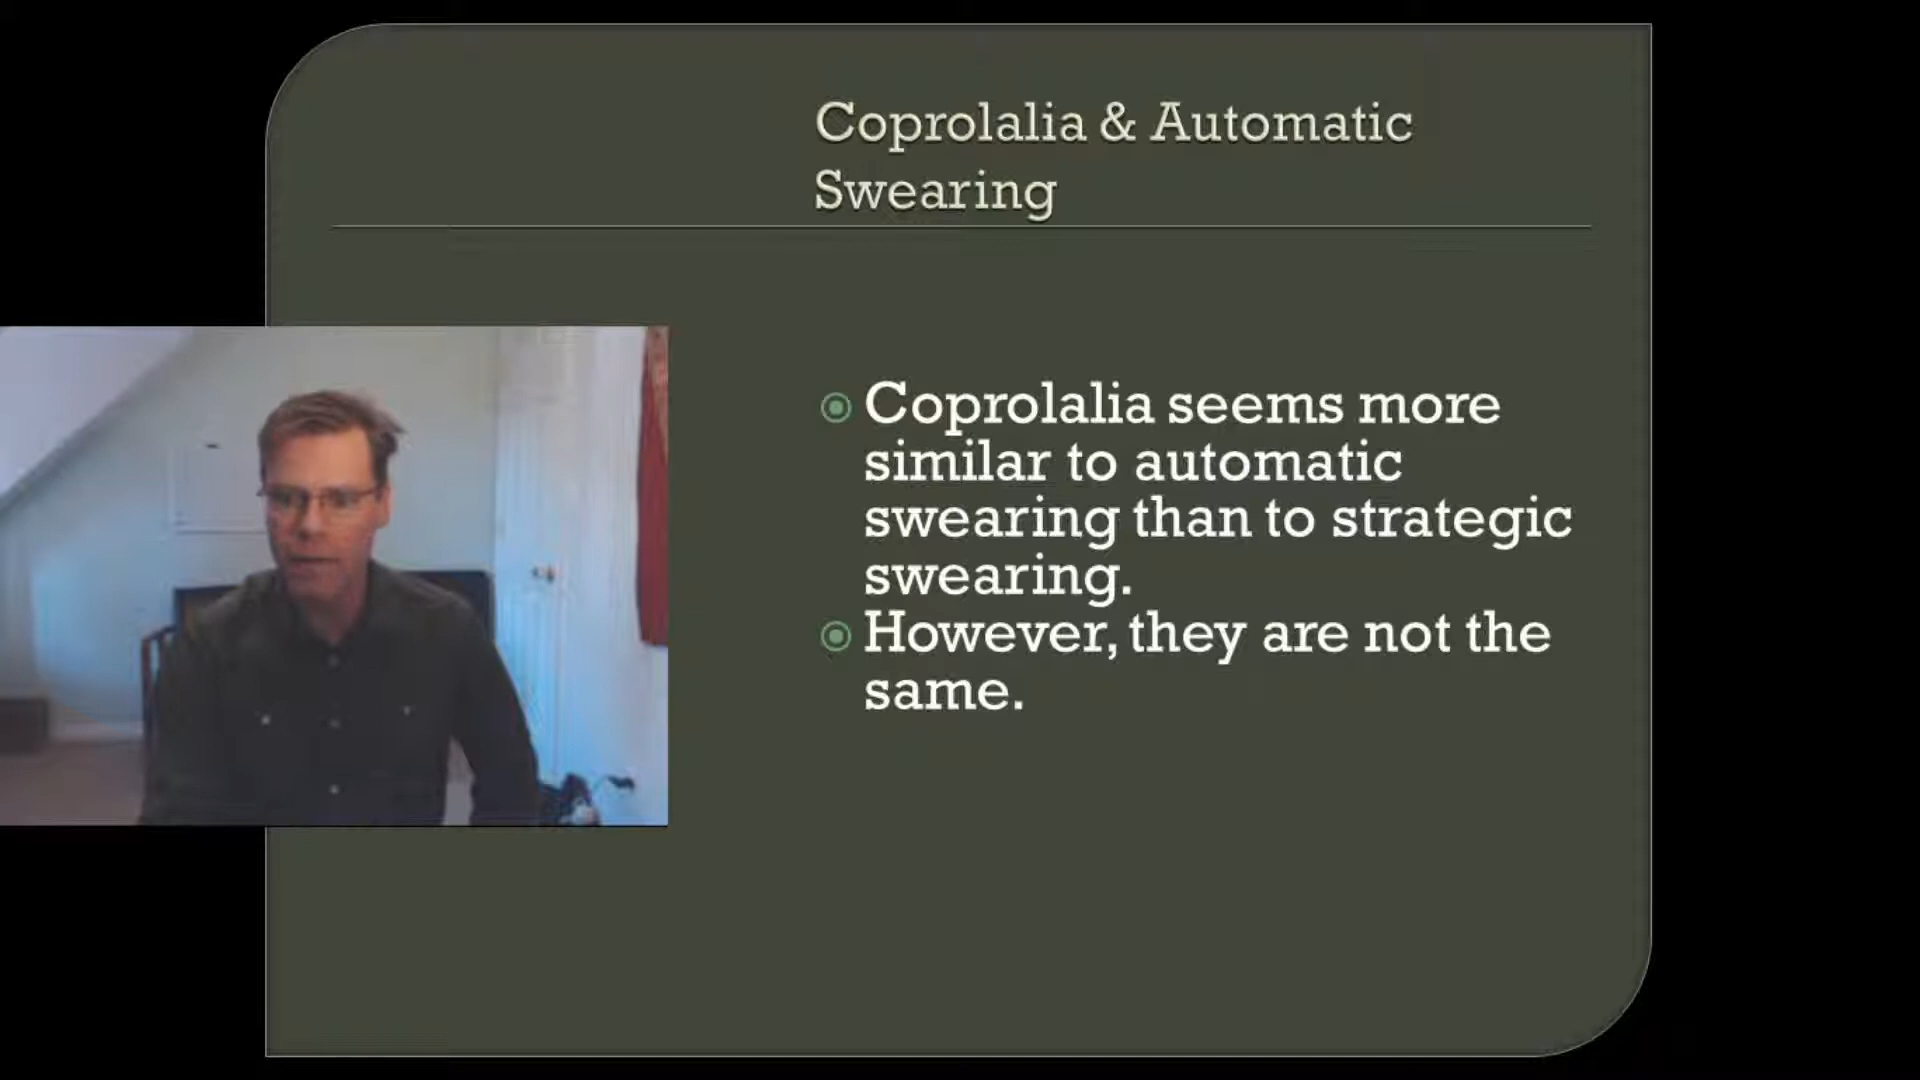 Coprolalia & Automatic
Swearing
Coprolalia seems more
similar to automatic
swearing than to strategic
swearing.
However, they are not the
same.